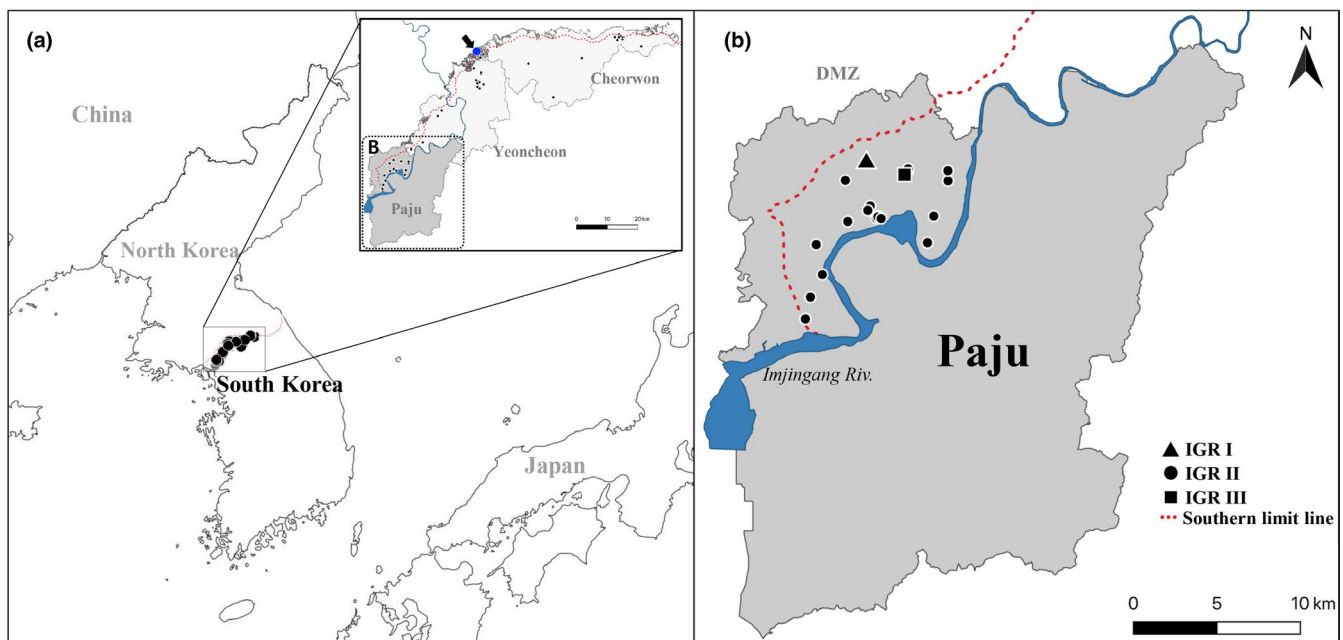 (a)
China
North Korea
South Korea
Japan
Cheorwon
Yeoncheon
B
Paju
0 10 20 km
(b)
N
DMZ
Paju
Imjingang Riv.
IGR I
IGR II
IGR III
Southern limit line
0 5 10 km